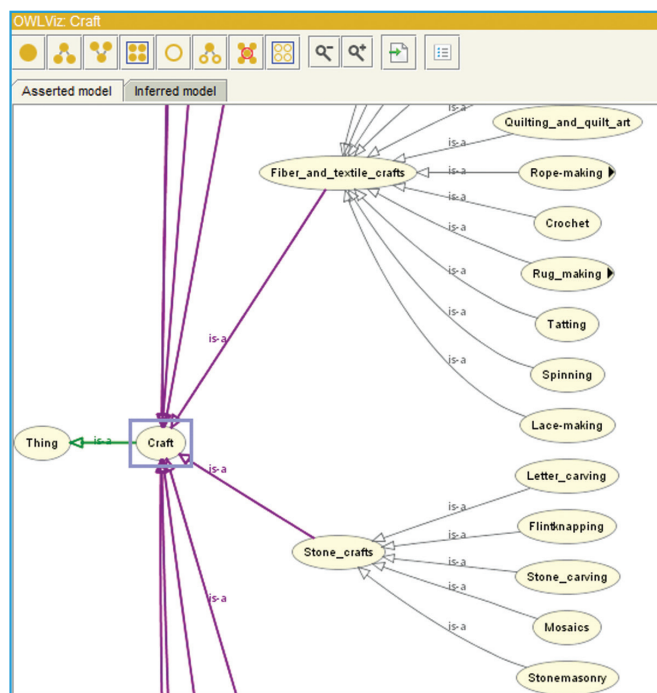 OWLViz: Craft
Asserted model
Inferred model
Quilting_and_quilt_art
is-a
Fiber_and_textile_crafts
is-a
Rope-making
is-a
Crochet
is-a
Rug_making
is-a
is-a
Tatting
is-a
Spinning
is-a
Lace-making
Thing
is-a
Craft
is-a
Letter_carving
is-a
Flintknapping
is-a
Stone_crafts
Stone_carving
is-a
is-a
Mosaics
is-a
is-a
Stonemasonry